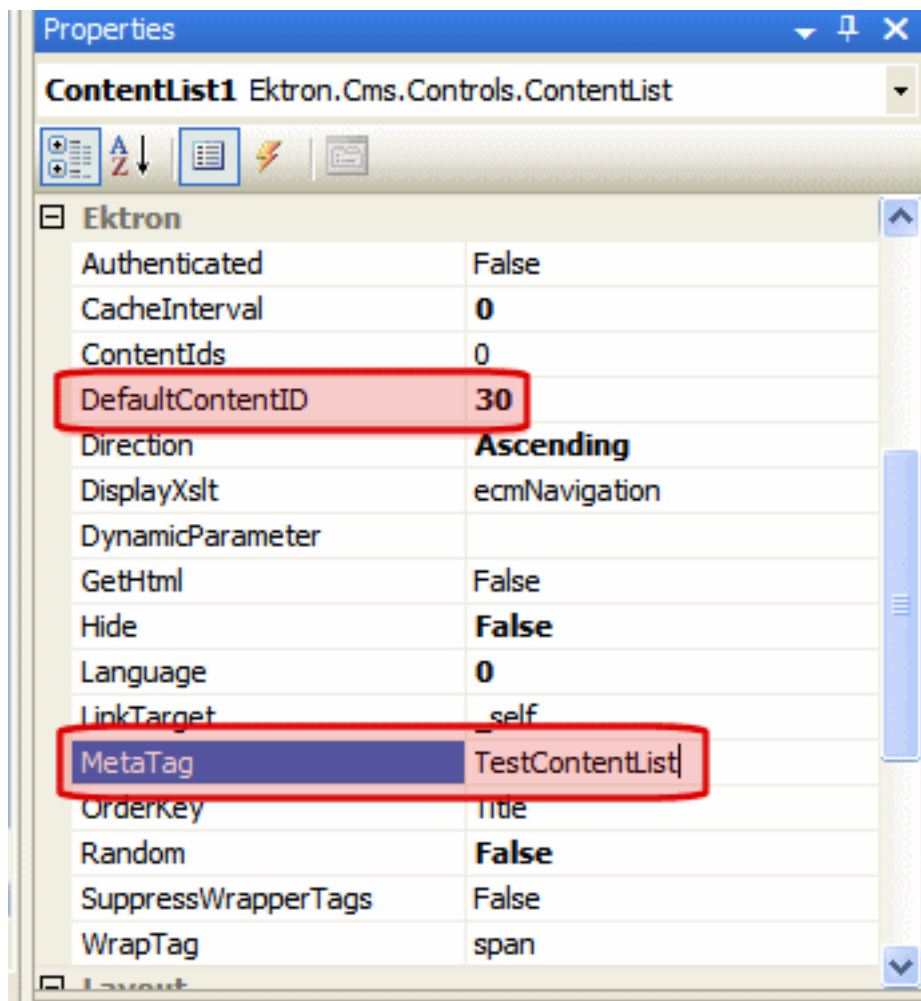 Properties
ContentList1 Ektron.Cms.Controls.ContentList
A
Z
Ektron
Authenticated False
CacheInterval 0
ContentIds 0
DefaultContentID 30
Direction Ascending
DisplayXslt ecmNavigation
DynamicParameter
GetHtml False
Hide False
Language 0
LinkTarget _self
MetaTag TestContentList
OrderKey Title
Random False
SuppressWrapperTags False
WrapTag span
Layout